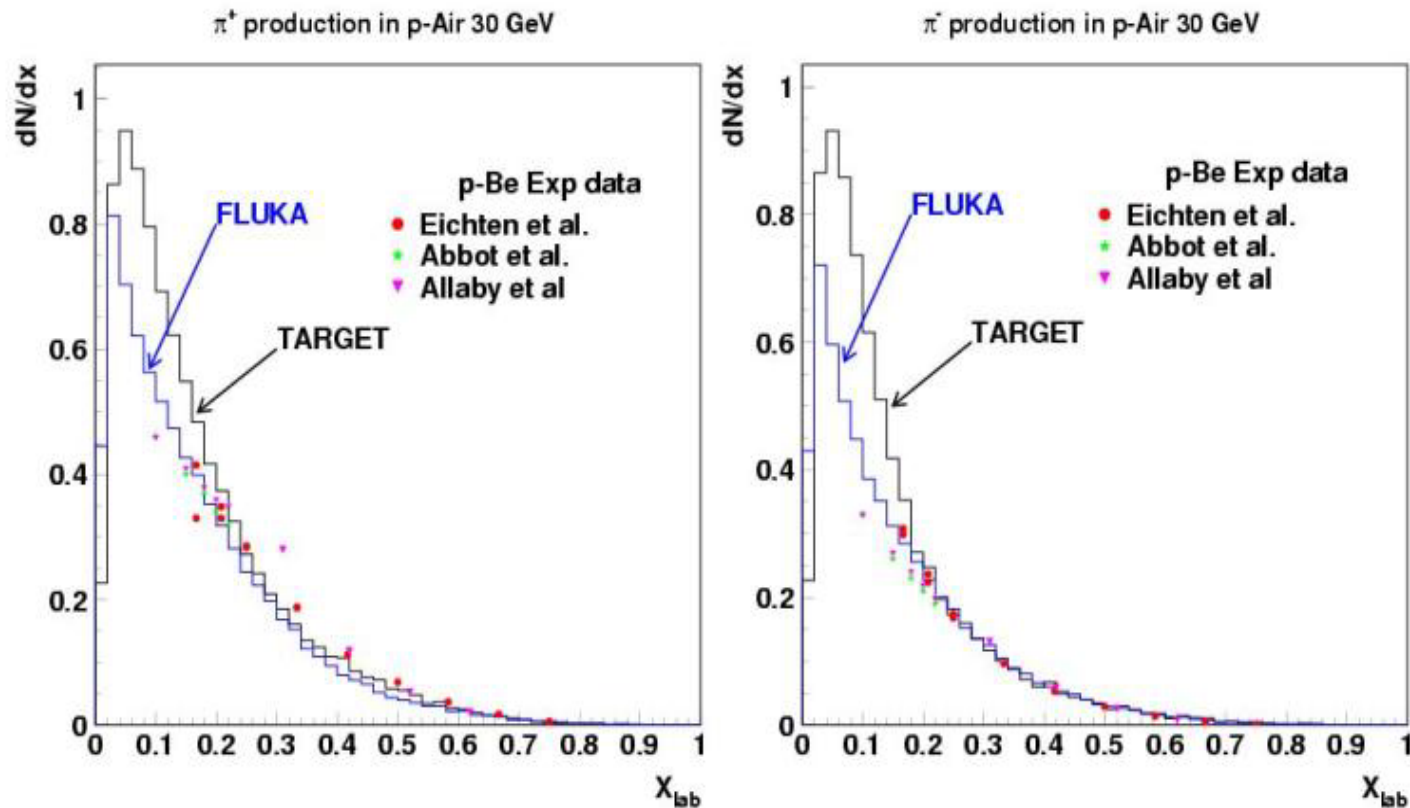 π⁺ production in p-Air 30 GeV
dN/dx
1
0.8
0.6
0.4
0.2
0
FLUKA
TARGET
p-Be Exp data
Eichten et al.
Abbot et al.
Allaby et al
0 0.1 0.2 0.3 0.4 0.5 0.6 0.7 0.8 0.9 1
X_lab
π⁻ production in p-Air 30 GeV
dN/dx
1
0.8
0.6
0.4
0.2
0
FLUKA
TARGET
p-Be Exp data
Eichten et al.
Abbot et al.
Allaby et al
0 0.1 0.2 0.3 0.4 0.5 0.6 0.7 0.8 0.9 1
X_lab